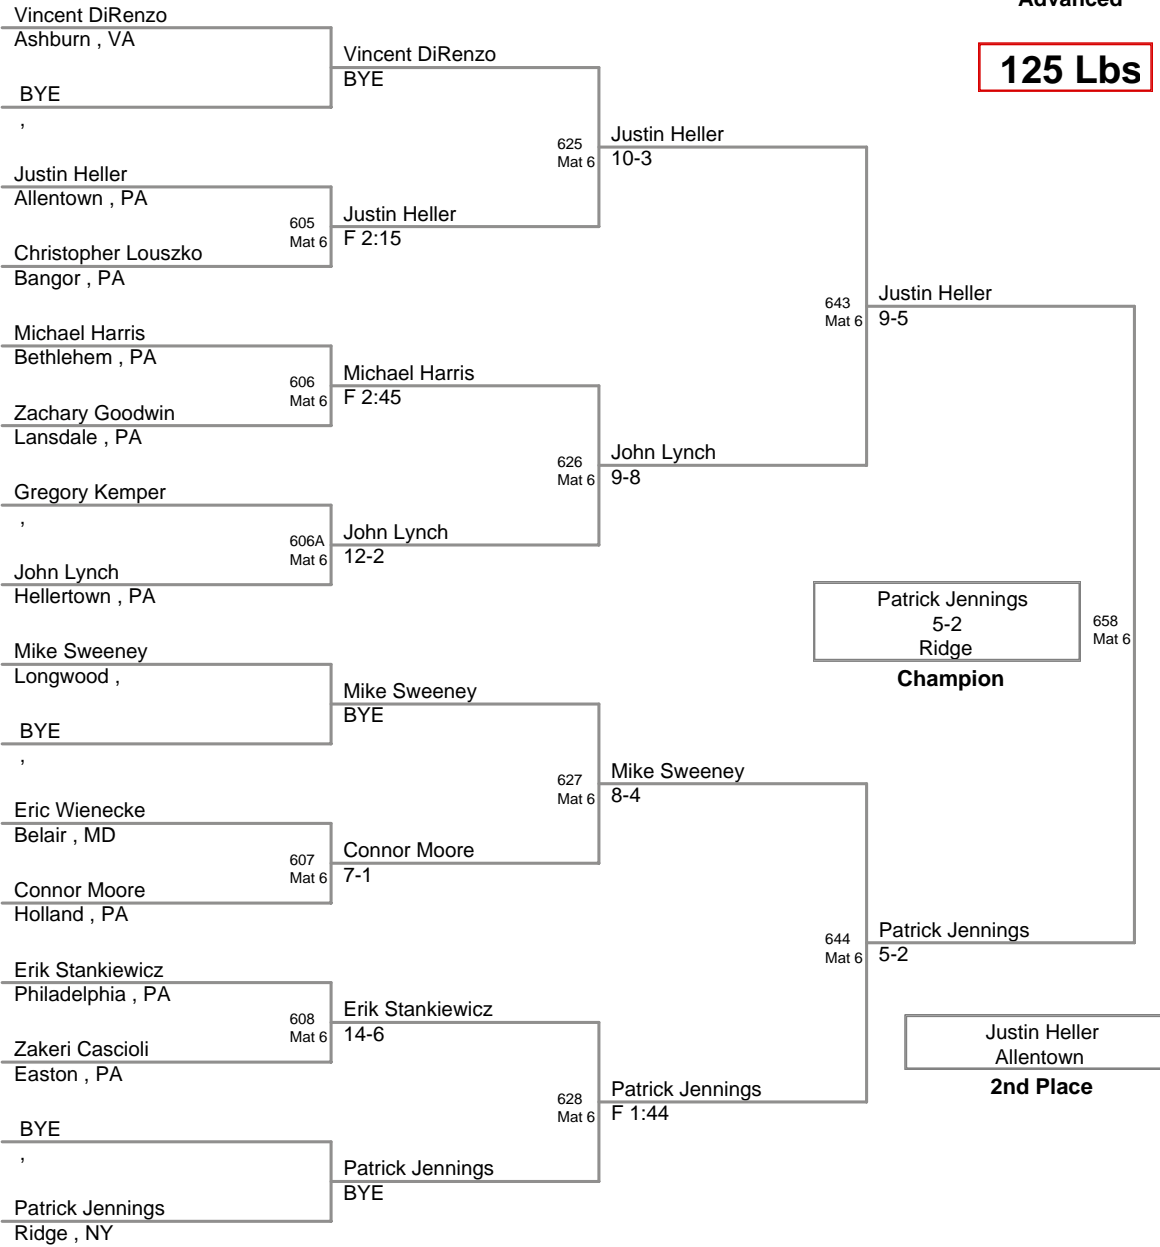 Advanced
125 Lbs
Vincent DiRenzo
Ashburn , VA
BYE
,
Justin Heller
Allentown , PA
Christopher Louszko
Bangor , PA
Michael Harris
Bethlehem , PA
Zachary Goodwin
Lansdale , PA
Gregory Kemper
,
John Lynch
Hellertown , PA
Mike Sweeney
Longwood ,
BYE
,
Eric Wienecke
Belair , MD
Connor Moore
Holland , PA
Erik Stankiewicz
Philadelphia , PA
Zakeri Cascioli
Easton , PA
BYE
,
Patrick Jennings
Ridge , NY
Vincent DiRenzo
BYE
605
Mat 6
Justin Heller
F 2:15
606
Mat 6
Michael Harris
F 2:45
606A
Mat 6
John Lynch
12-2
Mike Sweeney
BYE
607
Mat 6
Connor Moore
7-1
608
Mat 6
Erik Stankiewicz
14-6
Patrick Jennings
BYE
625
Mat 6
Justin Heller
10-3
626
Mat 6
John Lynch
9-8
627
Mat 6
Mike Sweeney
8-4
628
Mat 6
Patrick Jennings
F 1:44
643
Mat 6
Justin Heller
9-5
644
Mat 6
Patrick Jennings
5-2
658
Mat 6
Patrick Jennings
5-2
Ridge
Champion
Justin Heller
Allentown
2nd Place